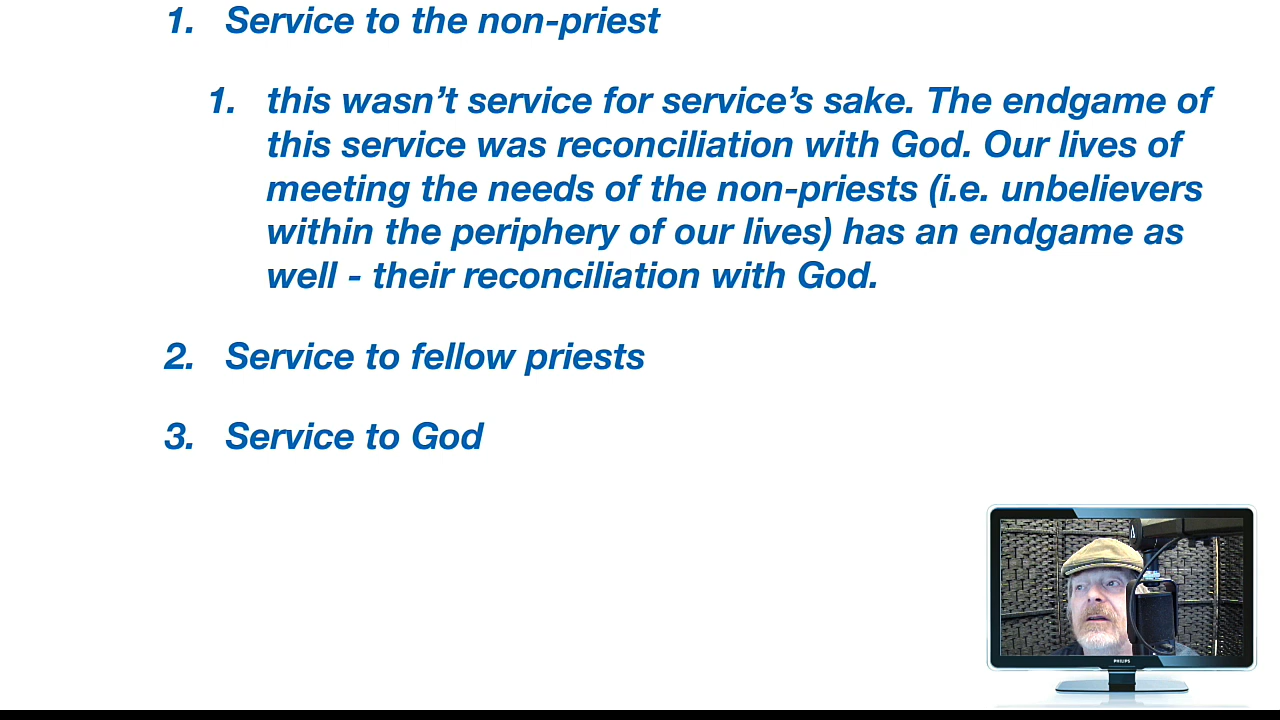 1. Service to the non-priest
1. this wasn’t service for service’s sake. The endgame of
this service was reconciliation with God. Our lives of
meeting the needs of the non-priests (i.e. unbelievers
within the periphery of our lives) has an endgame as
well - their reconciliation with God.
2. Service to fellow priests
3. Service to God
PHILIPS